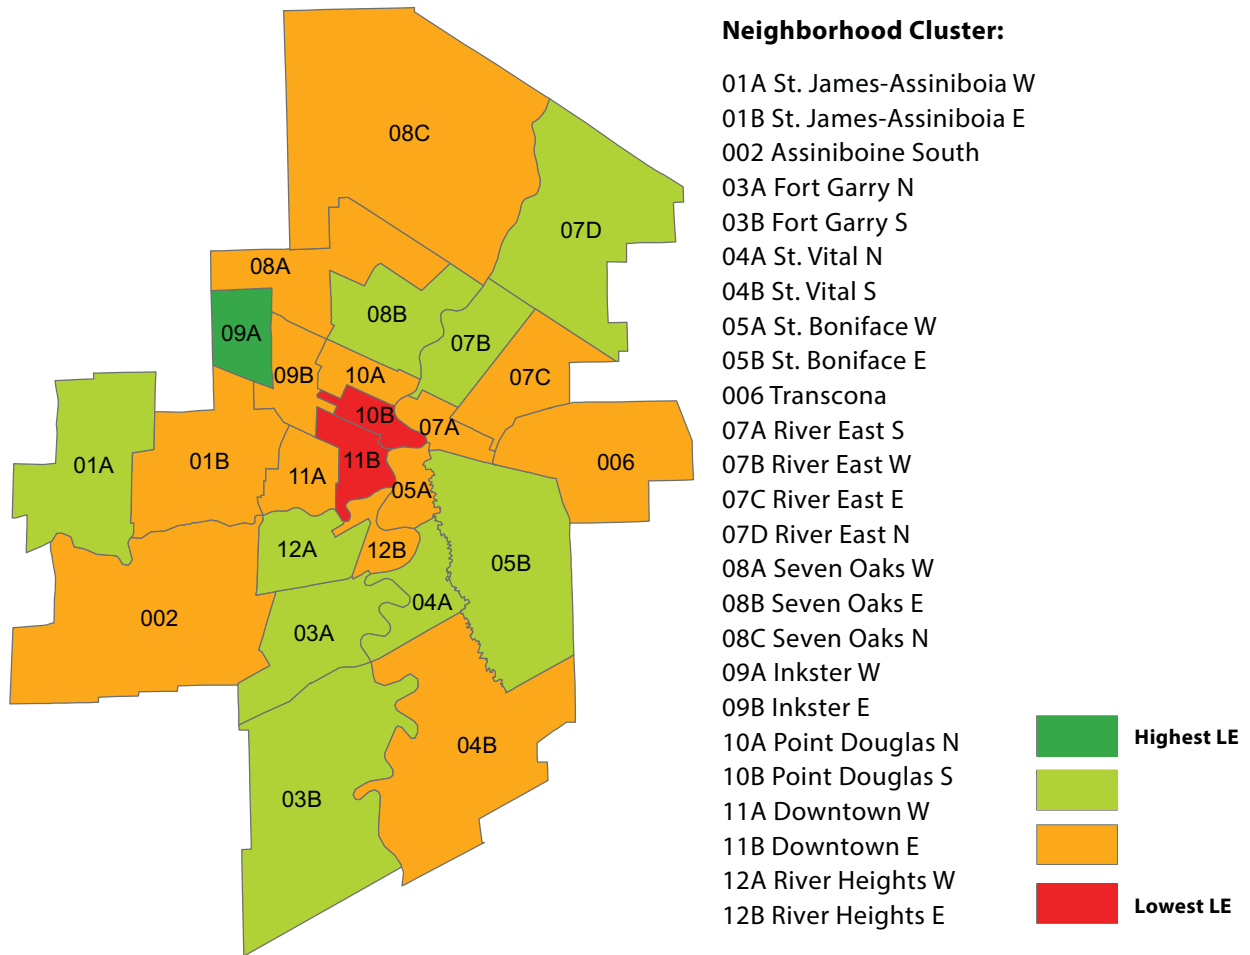 Neighborhood Cluster:
01A St. James-Assiniboia W
01B St. James-Assiniboia E
002 Assiniboine South
03A Fort Garry N
03B Fort Garry S
04A St. Vital N
04B St. Vital S
05A St. Boniface W
05B St. Boniface E
006 Transcona
07A River East S
07B River East W
07C River East E
07D River East N
08A Seven Oaks W
08B Seven Oaks E
08C Seven Oaks N
09A Inkster W
09B Inkster E
10A Point Douglas N
10B Point Douglas S
11A Downtown W
11B Downtown E
12A River Heights W
12B River Heights E
Highest LE
Lowest LE
08C
07D
08A
08B
09A
07B
09B
10A
07C
10B
07A
01A
01B
11B
006
11A
05A
12A
12B
05B
04A
002
03A
04B
03B